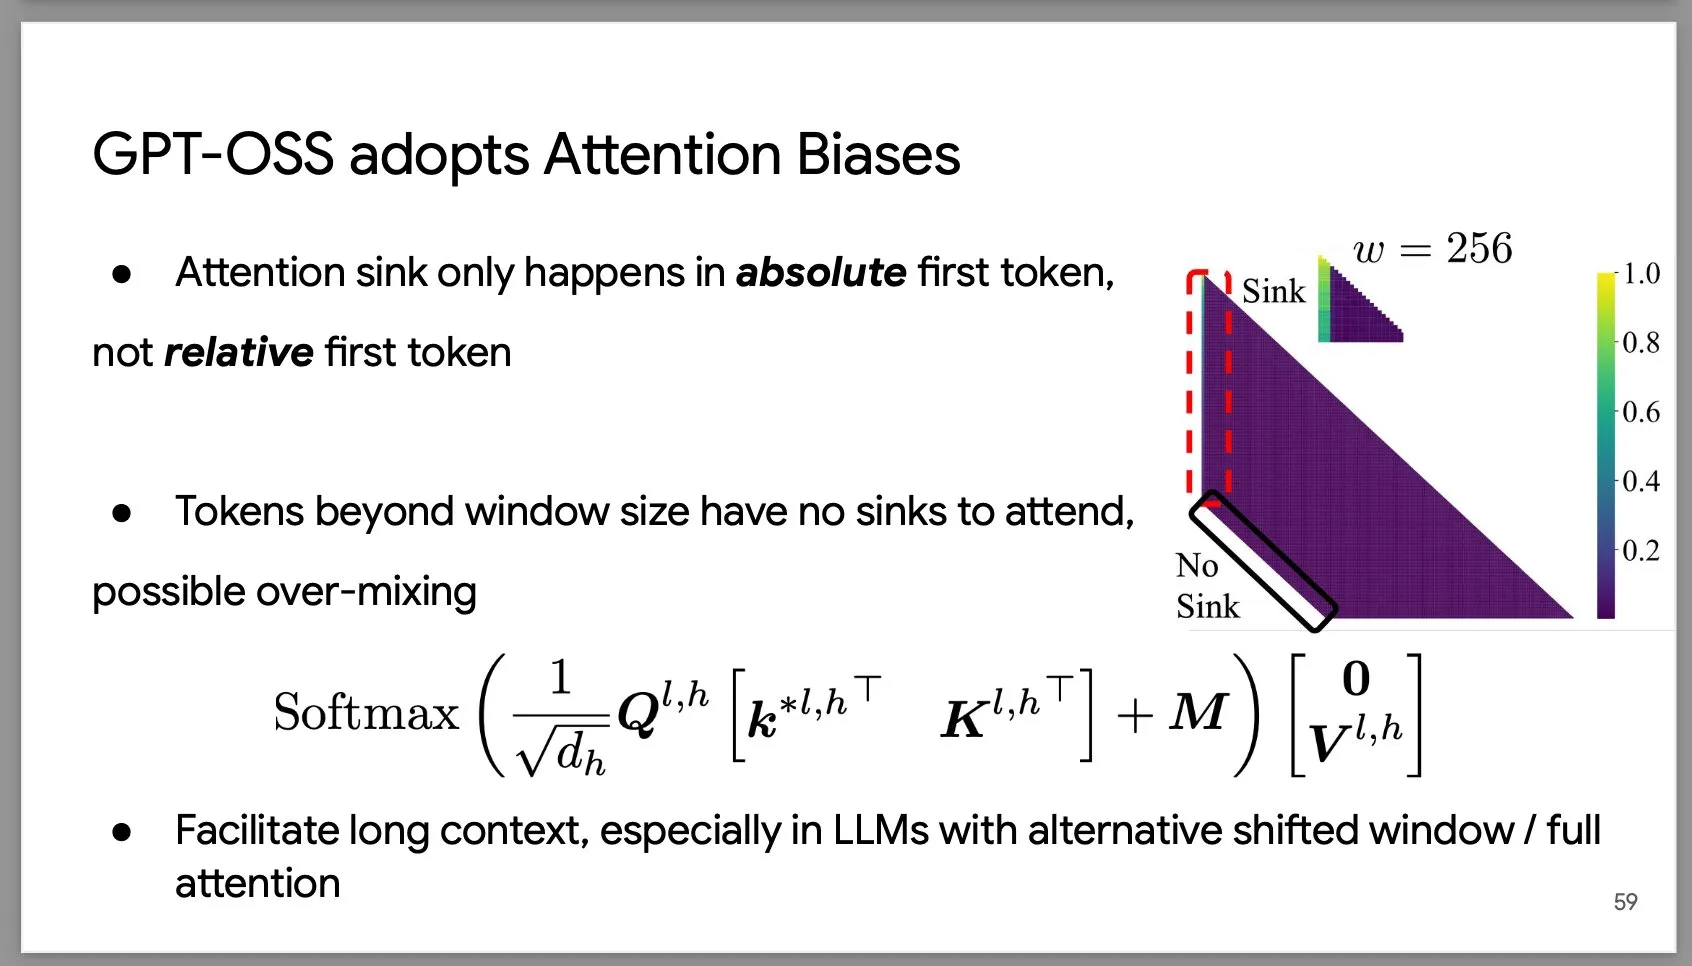 GPT-OSS adopts Attention Biases
● Attention sink only happens in absolute first token,
not relative first token
● Tokens beyond window size have no sinks to attend,
possible over-mixing
w = 256
Sink
1.0
0.8
0.6
0.4
0.2
No
Sink
Softmax ( 1/√d_h Q^{l,h} [ k^{*l,h⊤} K^{l,h⊤} ] + M ) [ 0 V^{l,h} ]
● Facilitate long context, especially in LLMs with alternative shifted window / full
attention
59